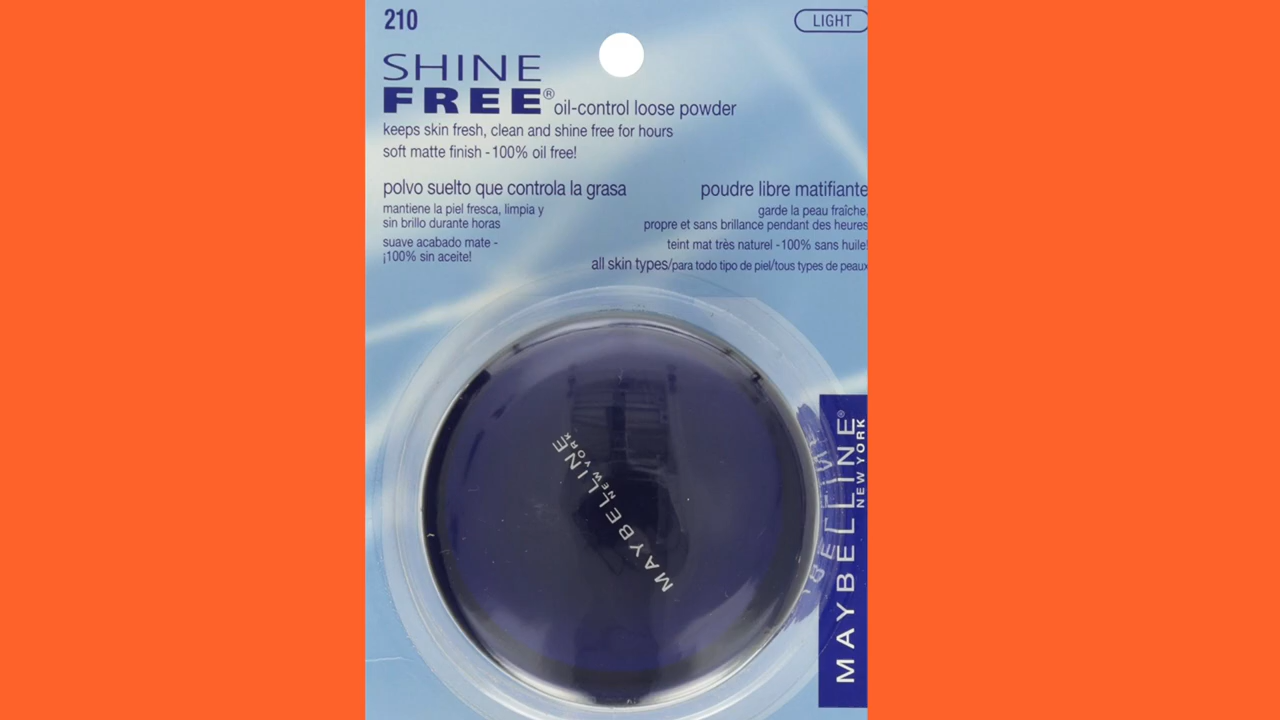 210
LIGHT
SHINE
FREE® oil-control loose powder
keeps skin fresh, clean and shine free for hours
soft matte finish - 100% oil free!
polvo suelto que controla la grasa
mantiene la piel fresca, limpia y
sin brillo durante horas
suave acabado mate -
¡100% sin aceite!
poudre libre matifiante
garde la peau fraîche,
propre et sans brillance pendant des heures
teint mat très naturel - 100% sans huile!
all skin types/para todo tipo de piel/tous types de peaux
MAYBELLINE
NEW YORK
MAYBELLINE®
NEW YORK